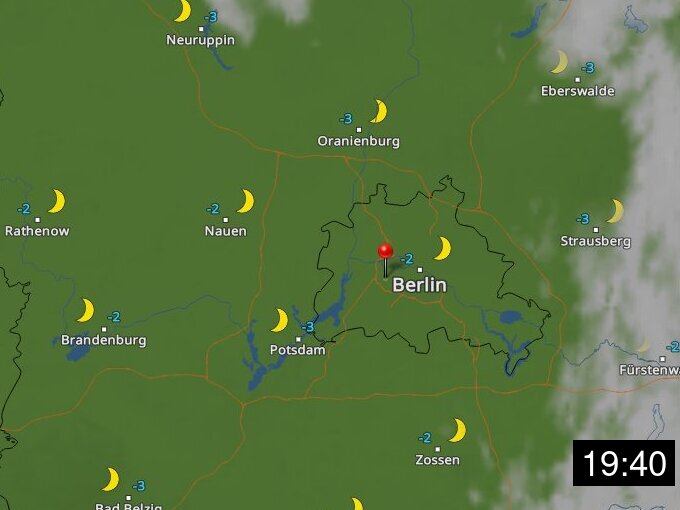 -3
Neuruppin
-3
Eberswalde
-3
Oranienburg
-2
Rathenow
-2
Nauen
-3
Strausberg
-2
Berlin
-2
Brandenburg
-3
Potsdam
-2
Fürstenwa
-2
Zossen
19:40
-3
Bad Belzig